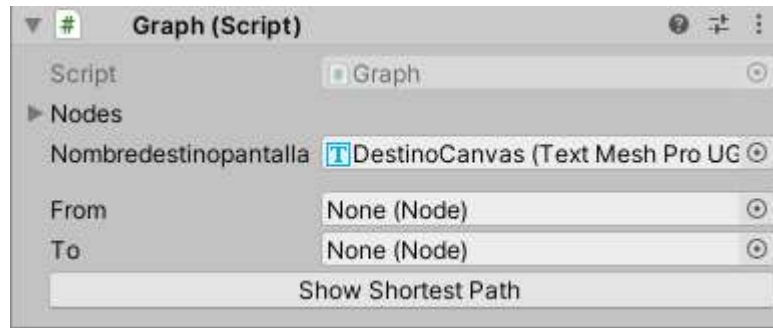 # Graph (Script)
Script # Graph
Nodes
Nombredestinopantalla T DestinoCanvas (Text Mesh Pro UG
From None (Node)
To None (Node)
Show Shortest Path